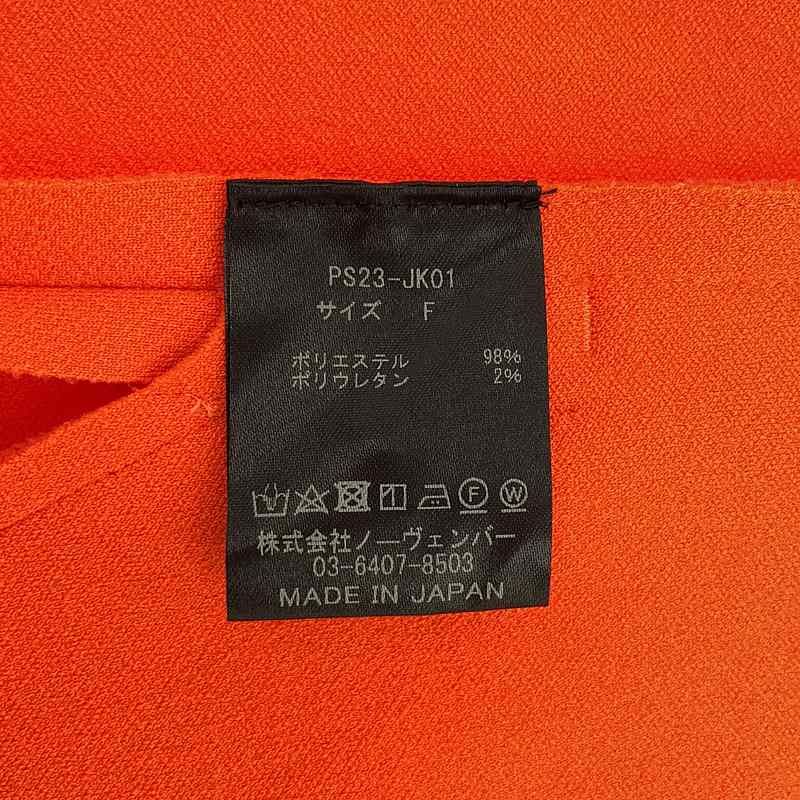 PS23-JK01
サイズ F
ポリエステル 98%
ポリウレタン 2%
F W
株式会社ノーヴェンバー
03-6407-8503
MADE IN JAPAN